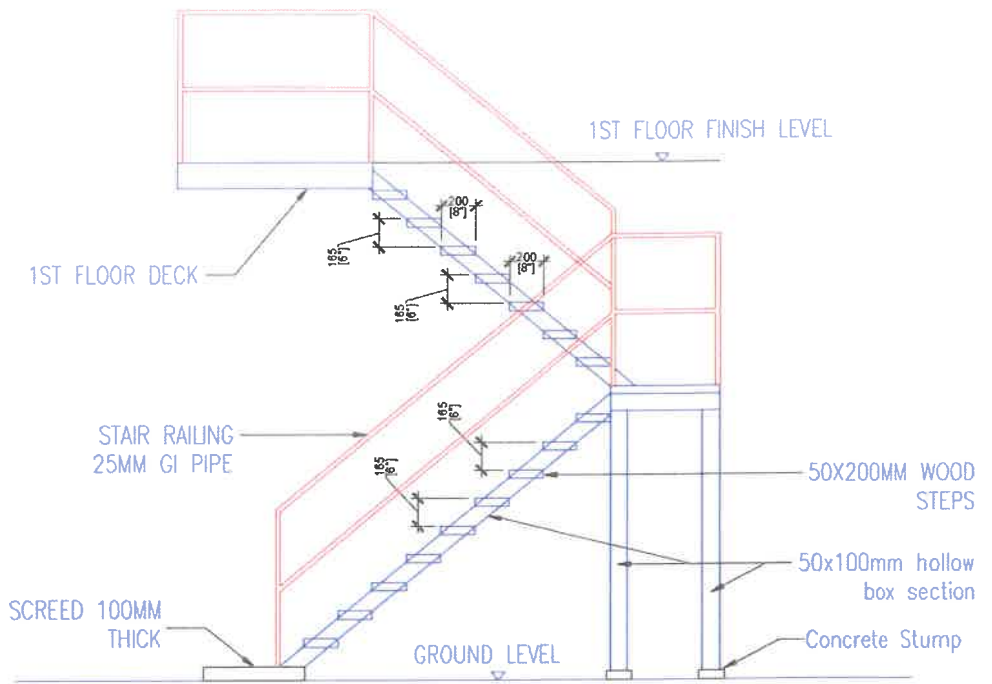 1ST FLOOR FINISH LEVEL
200
[8"]
165
[6"]
1ST FLOOR DECK
200
[8"]
165
[6"]
165
[6"]
STAIR RAILING
25MM GI PIPE
165
[6"]
50X200MM WOOD
STEPS
50x100mm hollow
box section
SCREED 100MM
THICK
GROUND LEVEL
Concrete Stump